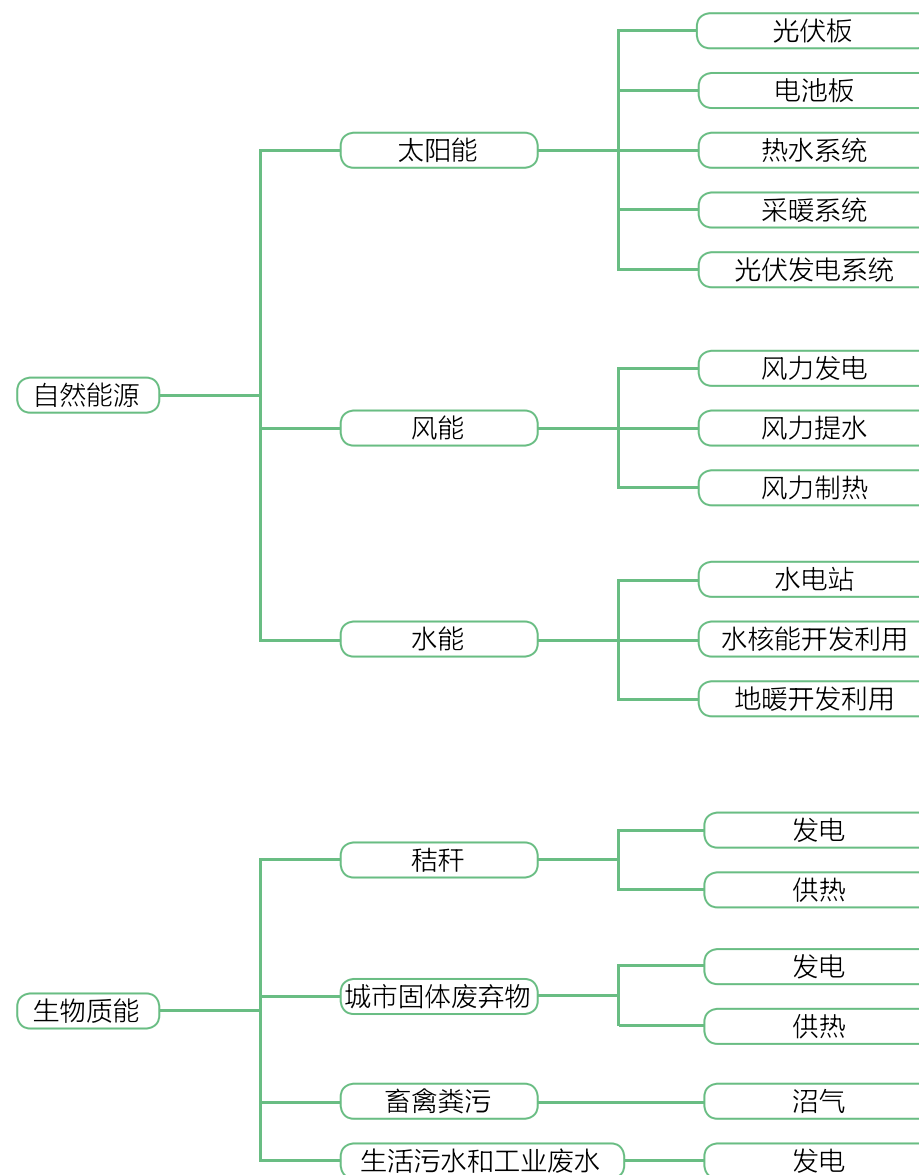 自然能源
太阳能
光伏板
电池板
热水系统
采暖系统
光伏发电系统
风能
风力发电
风力提水
风力制热
水能
水电站
水核能开发利用
地暖开发利用
生物质能
秸秆
发电
供热
城市固体废弃物
发电
供热
畜禽粪污
沼气
生活污水和工业废水
发电